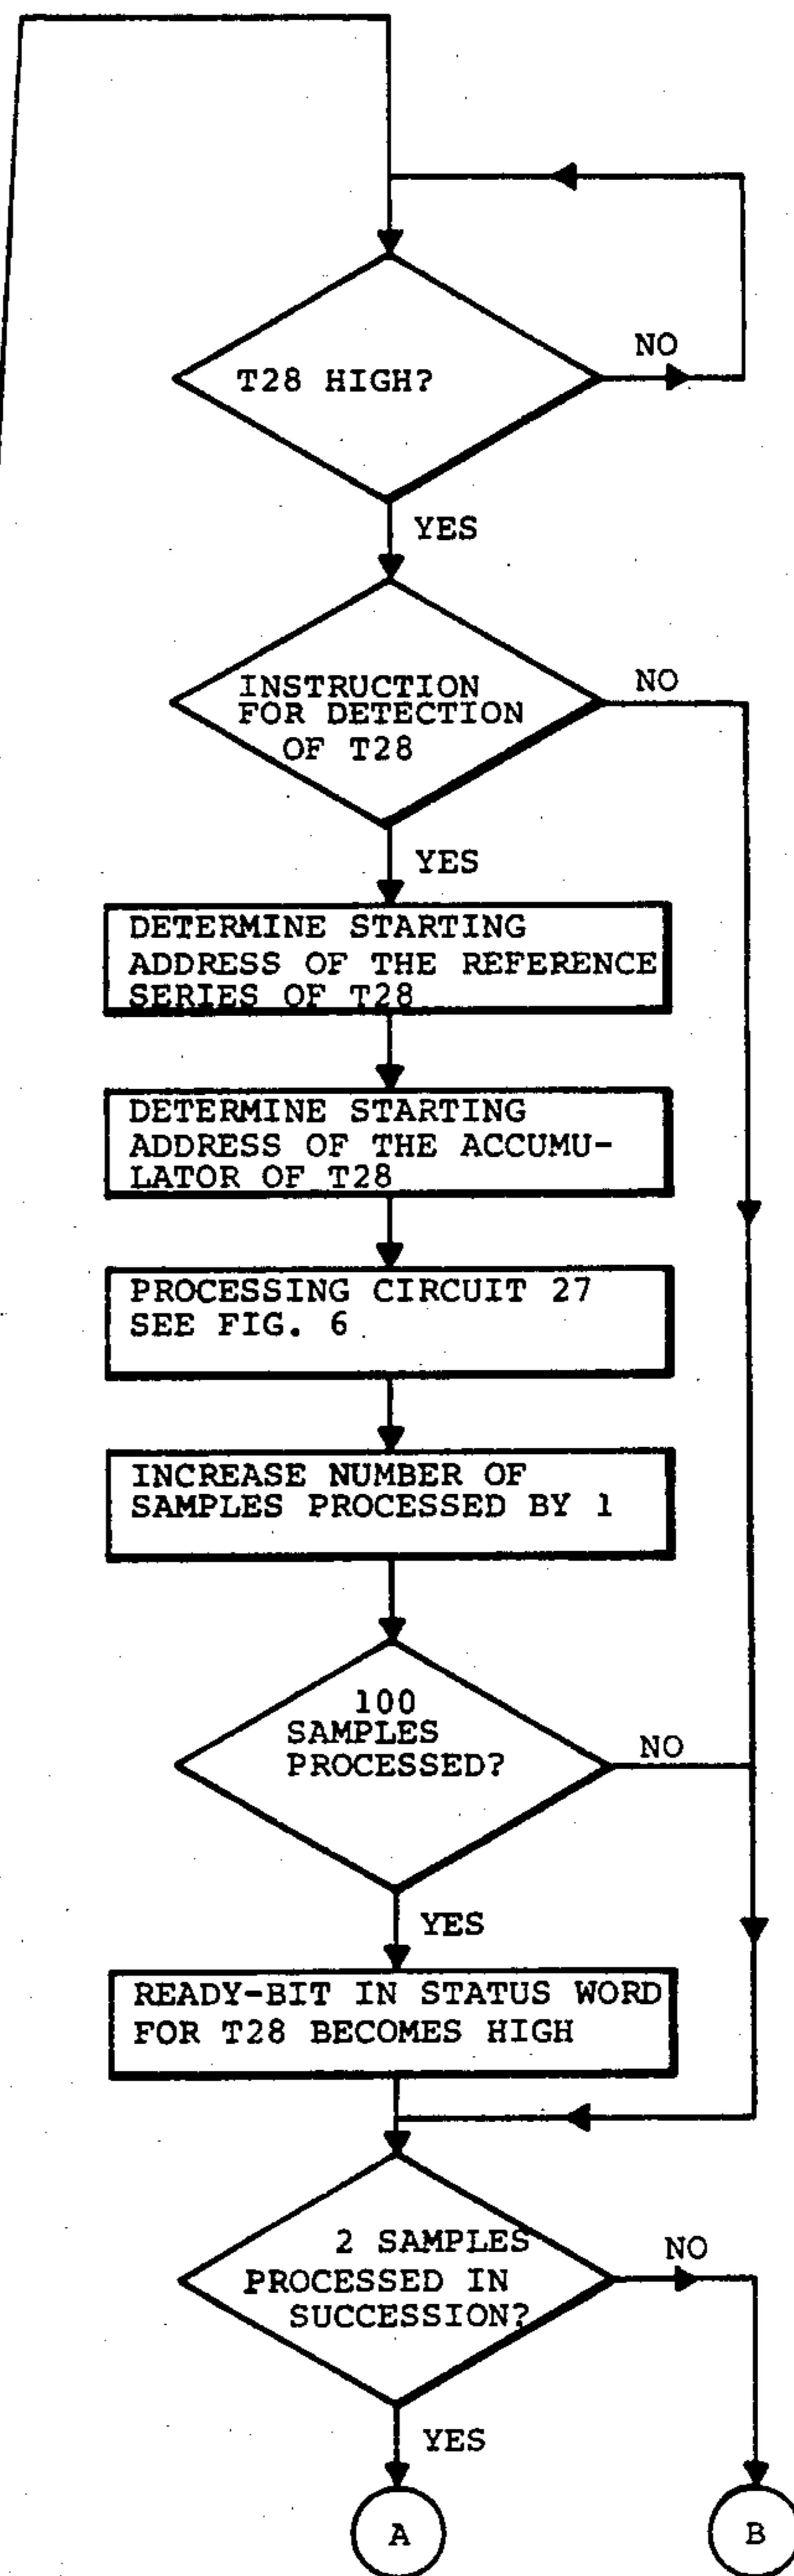 T28 HIGH?
NO
YES
INSTRUCTION
FOR DETECTION
OF T28
NO
YES
DETERMINE STARTING
ADDRESS OF THE REFERENCE
SERIES OF T28
DETERMINE STARTING
ADDRESS OF THE ACCUMU-
LATOR OF T28
PROCESSING CIRCUIT 27
SEE FIG. 6
INCREASE NUMBER OF
SAMPLES PROCESSED BY 1
100
SAMPLES
PROCESSED?
NO
YES
READY-BIT IN STATUS WORD
FOR T28 BECOMES HIGH
2 SAMPLES
PROCESSED IN
SUCCESSION?
NO
YES
A
B